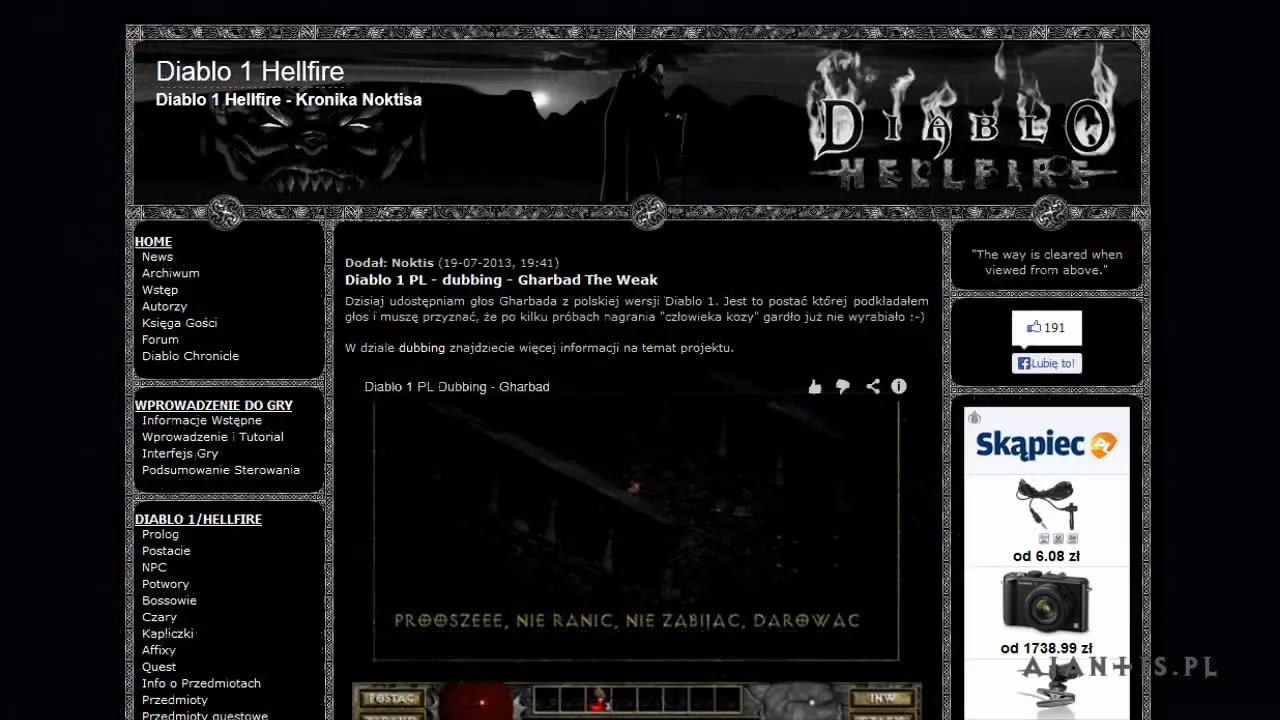 Diablo 1 Hellfire
Diablo 1 Hellfire - Kronika Noktisa
DIABLO
HELLFIRE
HOME
News
Archiwum
Wstęp
Autorzy
Księga Gości
Forum
Diablo Chronicle
WPROWADZENIE DO GRY
Informacje Wstępne
Wprowadzenie i Tutorial
Interfejs Gry
Podsumowanie Sterowania
DIABLO 1/HELLFIRE
Prolog
Postacie
NPC
Potwory
Bossowie
Czary
Kapliczki
Affixy
Quest
Info o Przedmiotach
Przedmioty
Przedmioty questowe
Dodał: Noktis (19-07-2013, 19:41)
Diablo 1 PL - dubbing - Gharbad The Weak
Dzisiaj udostępniam głos Gharbada z polskiej wersji Diablo 1. Jest to postać której podkładałem
głos i muszę przyznać, że po kilku próbach nagrania "człowieka kozy" gardło już nie wyrabiało :-)
W dziale dubbing znajdziecie więcej informacji na temat projektu.
Diablo 1 PL Dubbing - Gharbad
PROOSZEEE, NIE RANIC, NIE ZABIJAC, DAROWAC
POSTAĆ
INW
"The way is cleared when
viewed from above."
191
Lubię to!
Skąpiec PL
od 6.08 zł
od 1738.99 zł
AIANTIS.PL